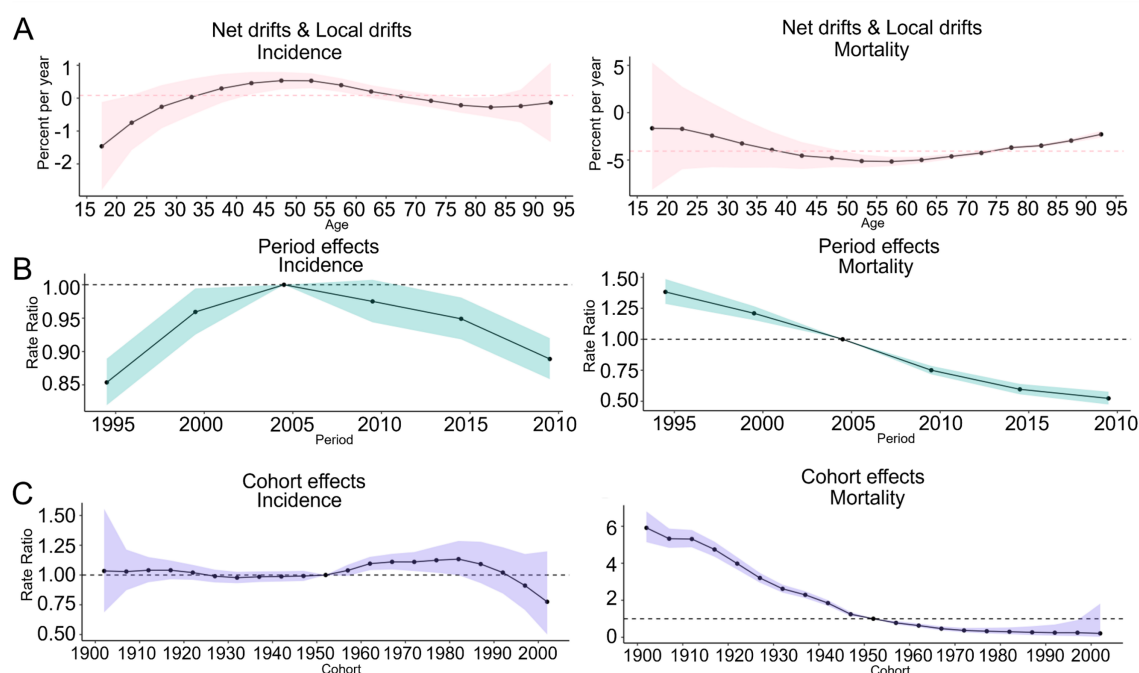 A
Net drifts & Local drifts
Incidence
Percent per year
1
0
-1
-2
15 20 25 30 35 40 45 50 55 60 65 70 75 80 85 90 95
Age
Net drifts & Local drifts
Mortality
Percent per year
5
0
-5
15 20 25 30 35 40 45 50 55 60 65 70 75 80 85 90 95
Age
B
Period effects
Incidence
Rate Ratio
1.00
0.95
0.90
0.85
1995 2000 2005 2010 2015 2010
Period
Period effects
Mortality
Rate Ratio
1.50
1.25
1.00
0.75
0.50
1995 2000 2005 2010 2015 2010
Period
C
Cohort effects
Incidence
Rate Ratio
1.50
1.25
1.00
0.75
0.50
1900 1910 1920 1930 1940 1950 1960 1970 1980 1990 2000
Cohort
Cohort effects
Mortality
Rate Ratio
6
4
2
0
1900 1910 1920 1930 1940 1950 1960 1970 1980 1990 2000
Cohort